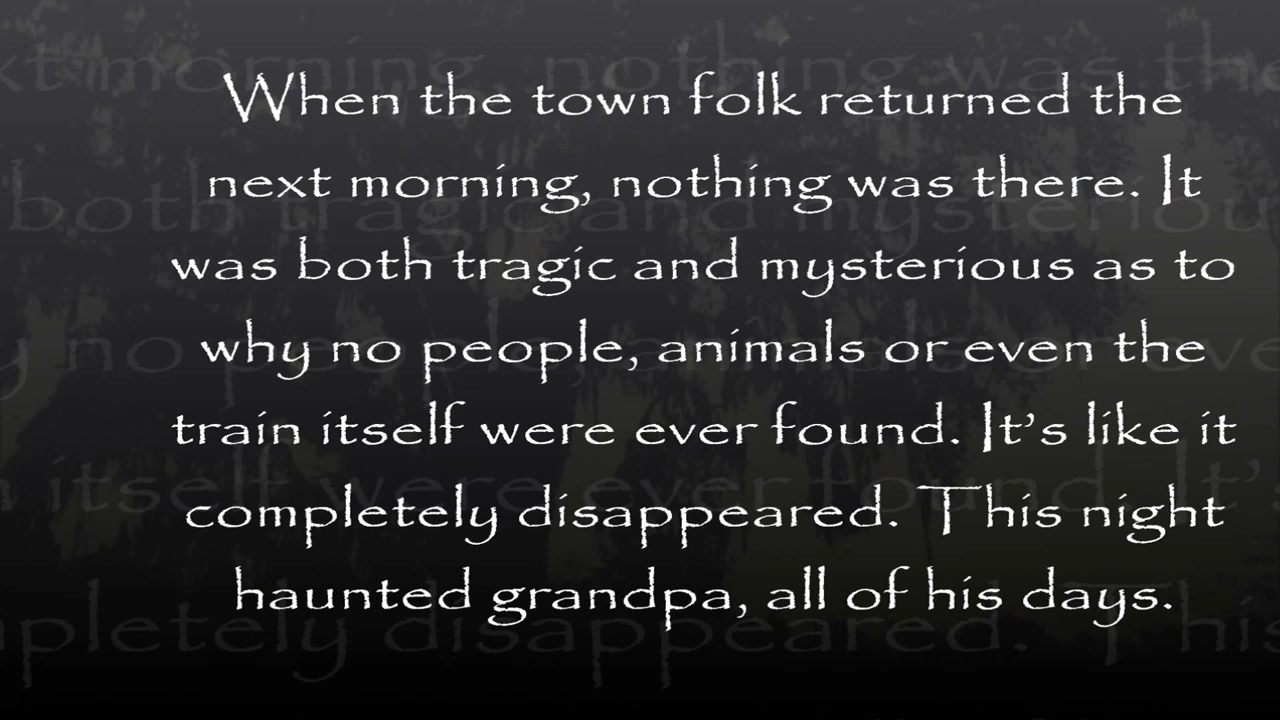 When the town folk returned the
next morning, nothing was there. It
was both tragic and mysterious as to
why no people, animals or even the
train itself were ever found. It’s like it
completely disappeared. This night
haunted grandpa, all of his days.